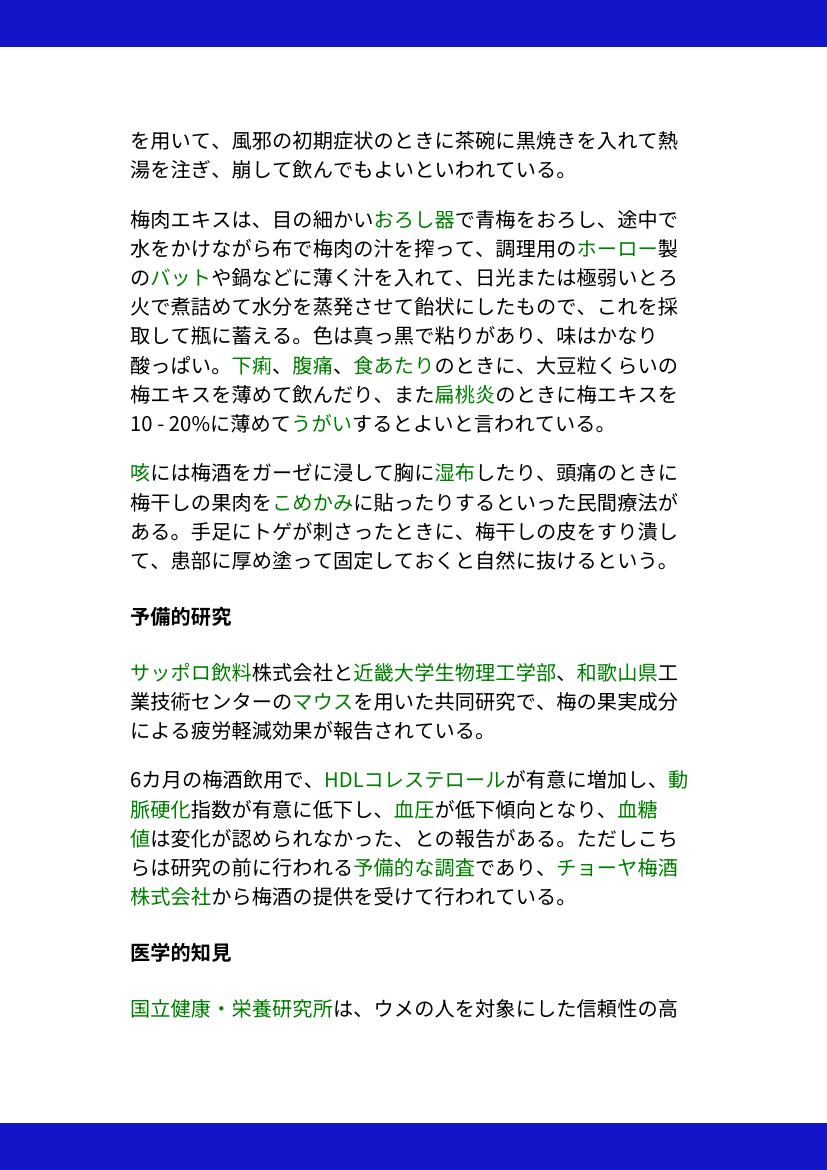 を用いて、風邪の初期症状のときに茶碗に黒焼きを入れて熱
湯を注ぎ、崩して飲んでもよいといわれている。
梅肉エキスは、目の細かいおろし器で青梅をおろし、途中で
水をかけながら布で梅肉の汁を搾って、調理用のホーロー製
のバットや鍋などに薄く汁を入れて、日光または極弱いとろ
火で煮詰めて水分を蒸発させて飴状にしたもので、これを採
取して瓶に蓄える。色は真っ黒で粘りがあり、味はかなり
酸っぱい。下痢、腹痛、食あたりのときに、大豆粒くらいの
梅エキスを薄めて飲んだり、また扁桃炎のときに梅エキスを
10 - 20%に薄めてうがいするとよいと言われている。
咳には梅酒をガーゼに浸して胸に湿布したり、頭痛のときに
梅干しの果肉をこめかみに貼ったりするといった民間療法が
ある。手足にトゲが刺さったときに、梅干しの皮をすり潰し
て、患部に厚め塗って固定しておくと自然に抜けるという。
予備的研究
サッポロ飲料株式会社と近畿大学生物理工学部、和歌山県工
業技術センターのマウスを用いた共同研究で、梅の果実成分
による疲労軽減効果が報告されている。
6カ月の梅酒飲用で、HDLコレステロールが有意に増加し、動
脈硬化指数が有意に低下し、血圧が低下傾向となり、血糖
値は変化が認められなかった、との報告がある。ただしこち
らは研究の前に行われる予備的な調査であり、チョーヤ梅酒
株式会社から梅酒の提供を受けて行われている。
医学的知見
国立健康・栄養研究所は、ウメの人を対象にした信頼性の高